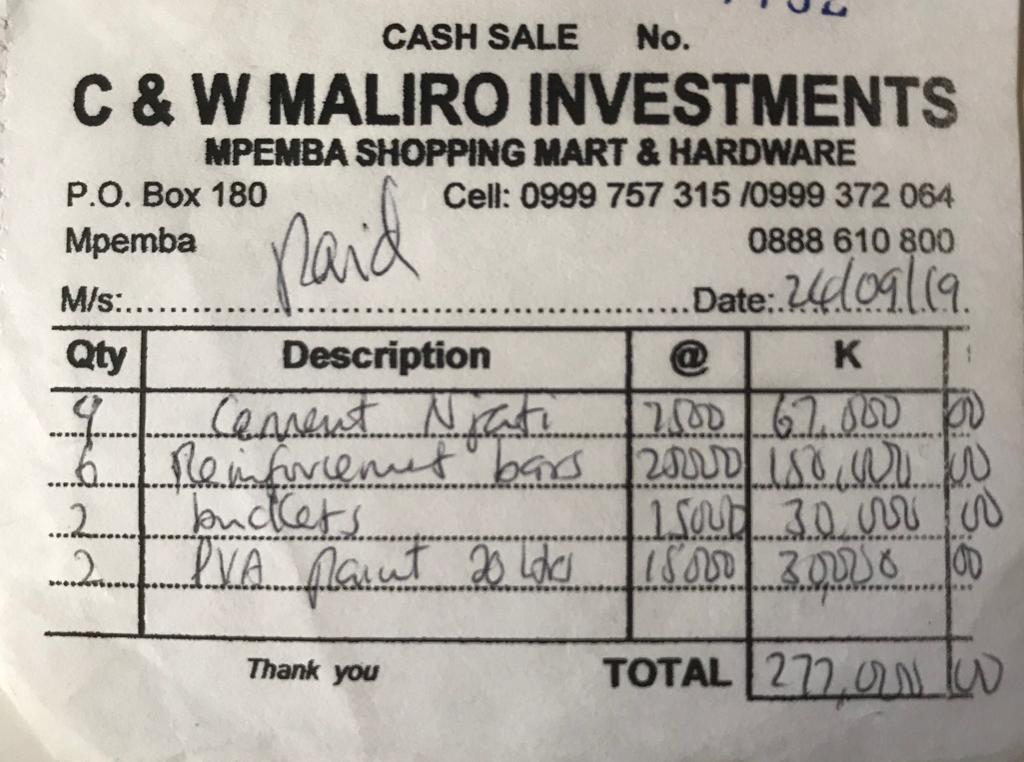 CASH SALE No.
C & W MALIRO INVESTMENTS
MPEMBA SHOPPING MART & HARDWARE
P.O. Box 180 Cell: 0999 757 315 /0999 372 064
Mpemba paid 0888 610 800
M/s:.......... Date: 24/09/19
Qty Description @ K
9 Cement Njati 7500 67,000 00
6 Reinforcement bars 25000 150,000 00
2 buckets 15000 30,000 00
2 PVA paint 20 ltrs 15000 30,000 00
Thank you TOTAL 277,000 00